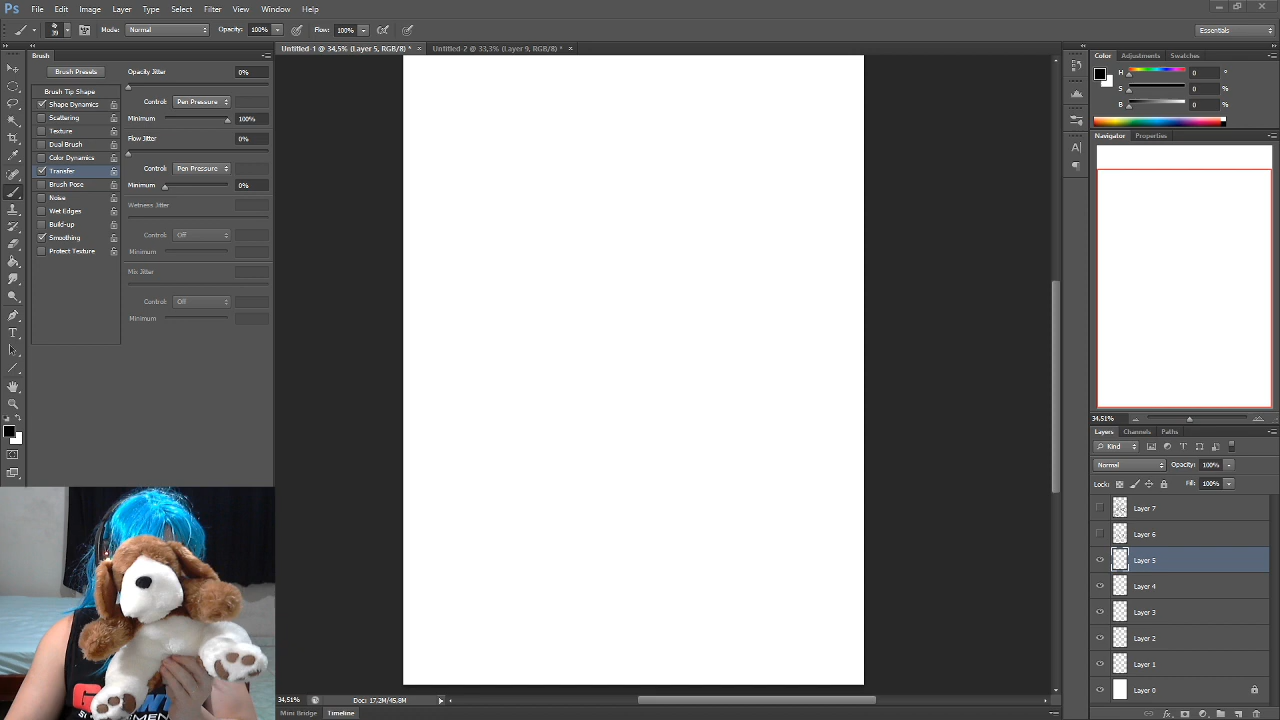 Ps File Edit Image Layer Type Select Filter View Window Help
39 Mode: Normal Opacity: 100% Flow: 100% Essentials
Untitled-1 @ 34,5% (Layer 5, RGB/8) * × Untitled-2 @ 33,3% (Layer 9, RGB/8) * ×
Brush
Brush Presets
Brush Tip Shape
Shape Dynamics
Scattering
Texture
Dual Brush
Color Dynamics
Transfer
Brush Pose
Noise
Wet Edges
Build-up
Smoothing
Protect Texture
Opacity Jitter 0%
Control: Pen Pressure
Minimum 100%
Flow Jitter 0%
Control: Pen Pressure
Minimum 0%
Wetness Jitter
Control: Off
Minimum
Mix Jitter
Control: Off
Minimum
Color Adjustments Swatches
H 0 °
S 0 %
B 0 %
Navigator Properties
34,51%
Layers Channels Paths
Kind
Normal Opacity: 100%
Lock: Fill: 100%
Layer 7
Layer 6
Layer 5
Layer 4
Layer 3
Layer 2
Layer 1
Layer 0
34,51% Doc: 17,2M/45,8M
Mini Bridge Timeline